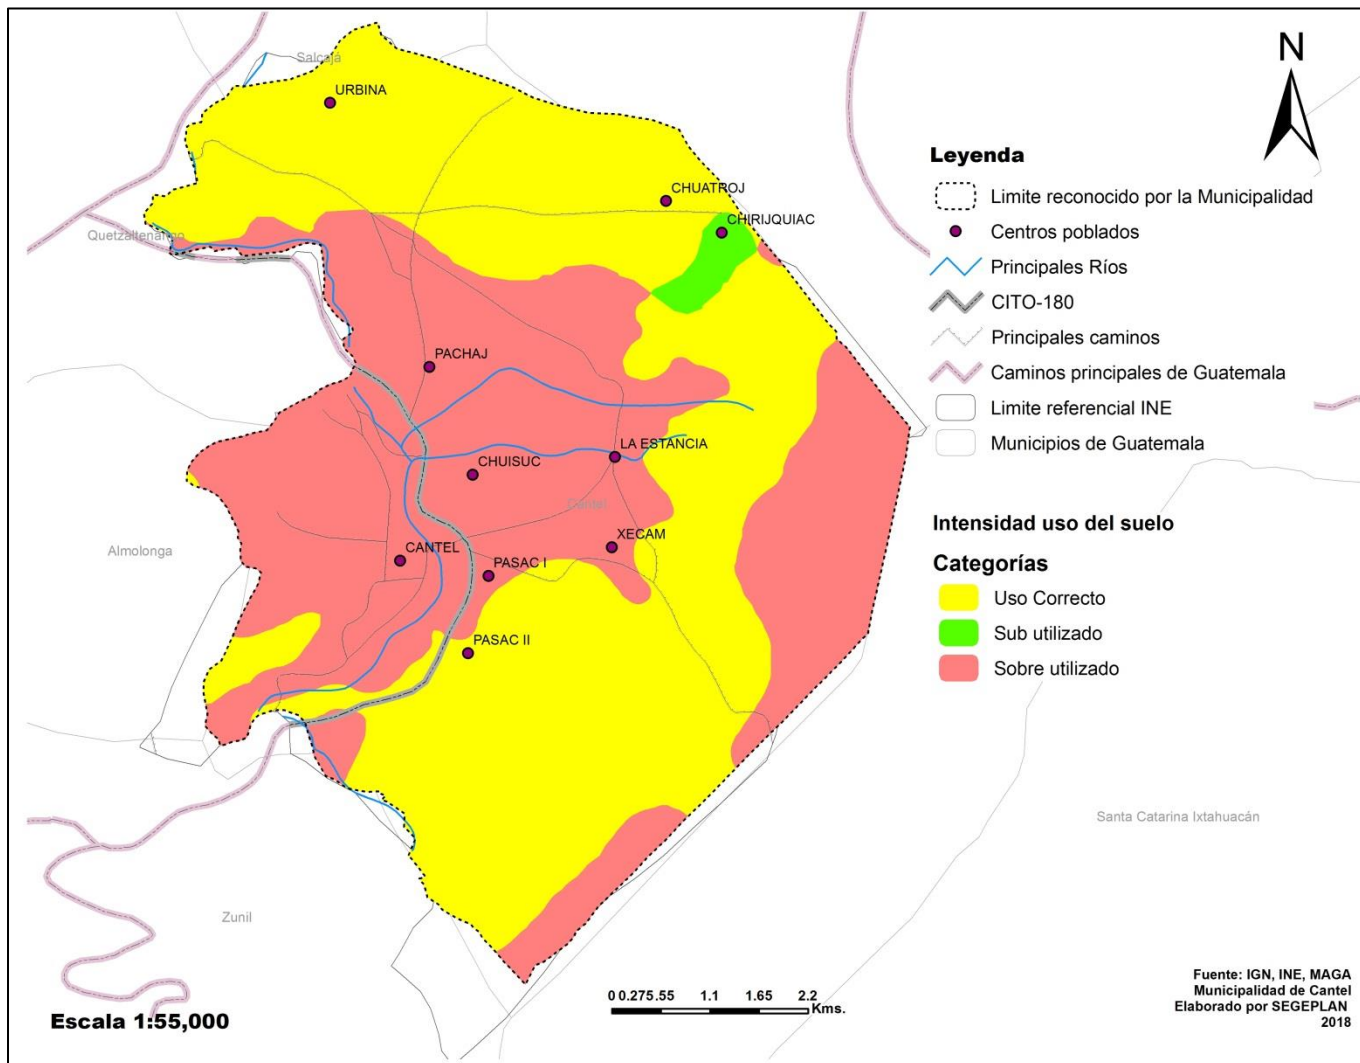 Salcajá
URBINA
CHUATROJ
CHIRIJQUIAC
Quetzaltenango
PACHAJ
LA ESTANCIA
CHUISUC
Cantel
XECAM
Almolonga
CANTEL
PASAC I
PASAC II
Zunil
Santa Catarina Ixtahuacán
N
Leyenda
Limite reconocido por la Municipalidad
Centros poblados
Principales Ríos
CITO-180
Principales caminos
Caminos principales de Guatemala
Limite referencial INE
Municipios de Guatemala
Intensidad uso del suelo
Categorías
Uso Correcto
Sub utilizado
Sobre utilizado
Escala 1:55,000
0 0.275.55 1.1 1.65 2.2
Kms.
Fuente: IGN, INE, MAGA
Municipalidad de Cantel
Elaborado por SEGEPLAN
2018